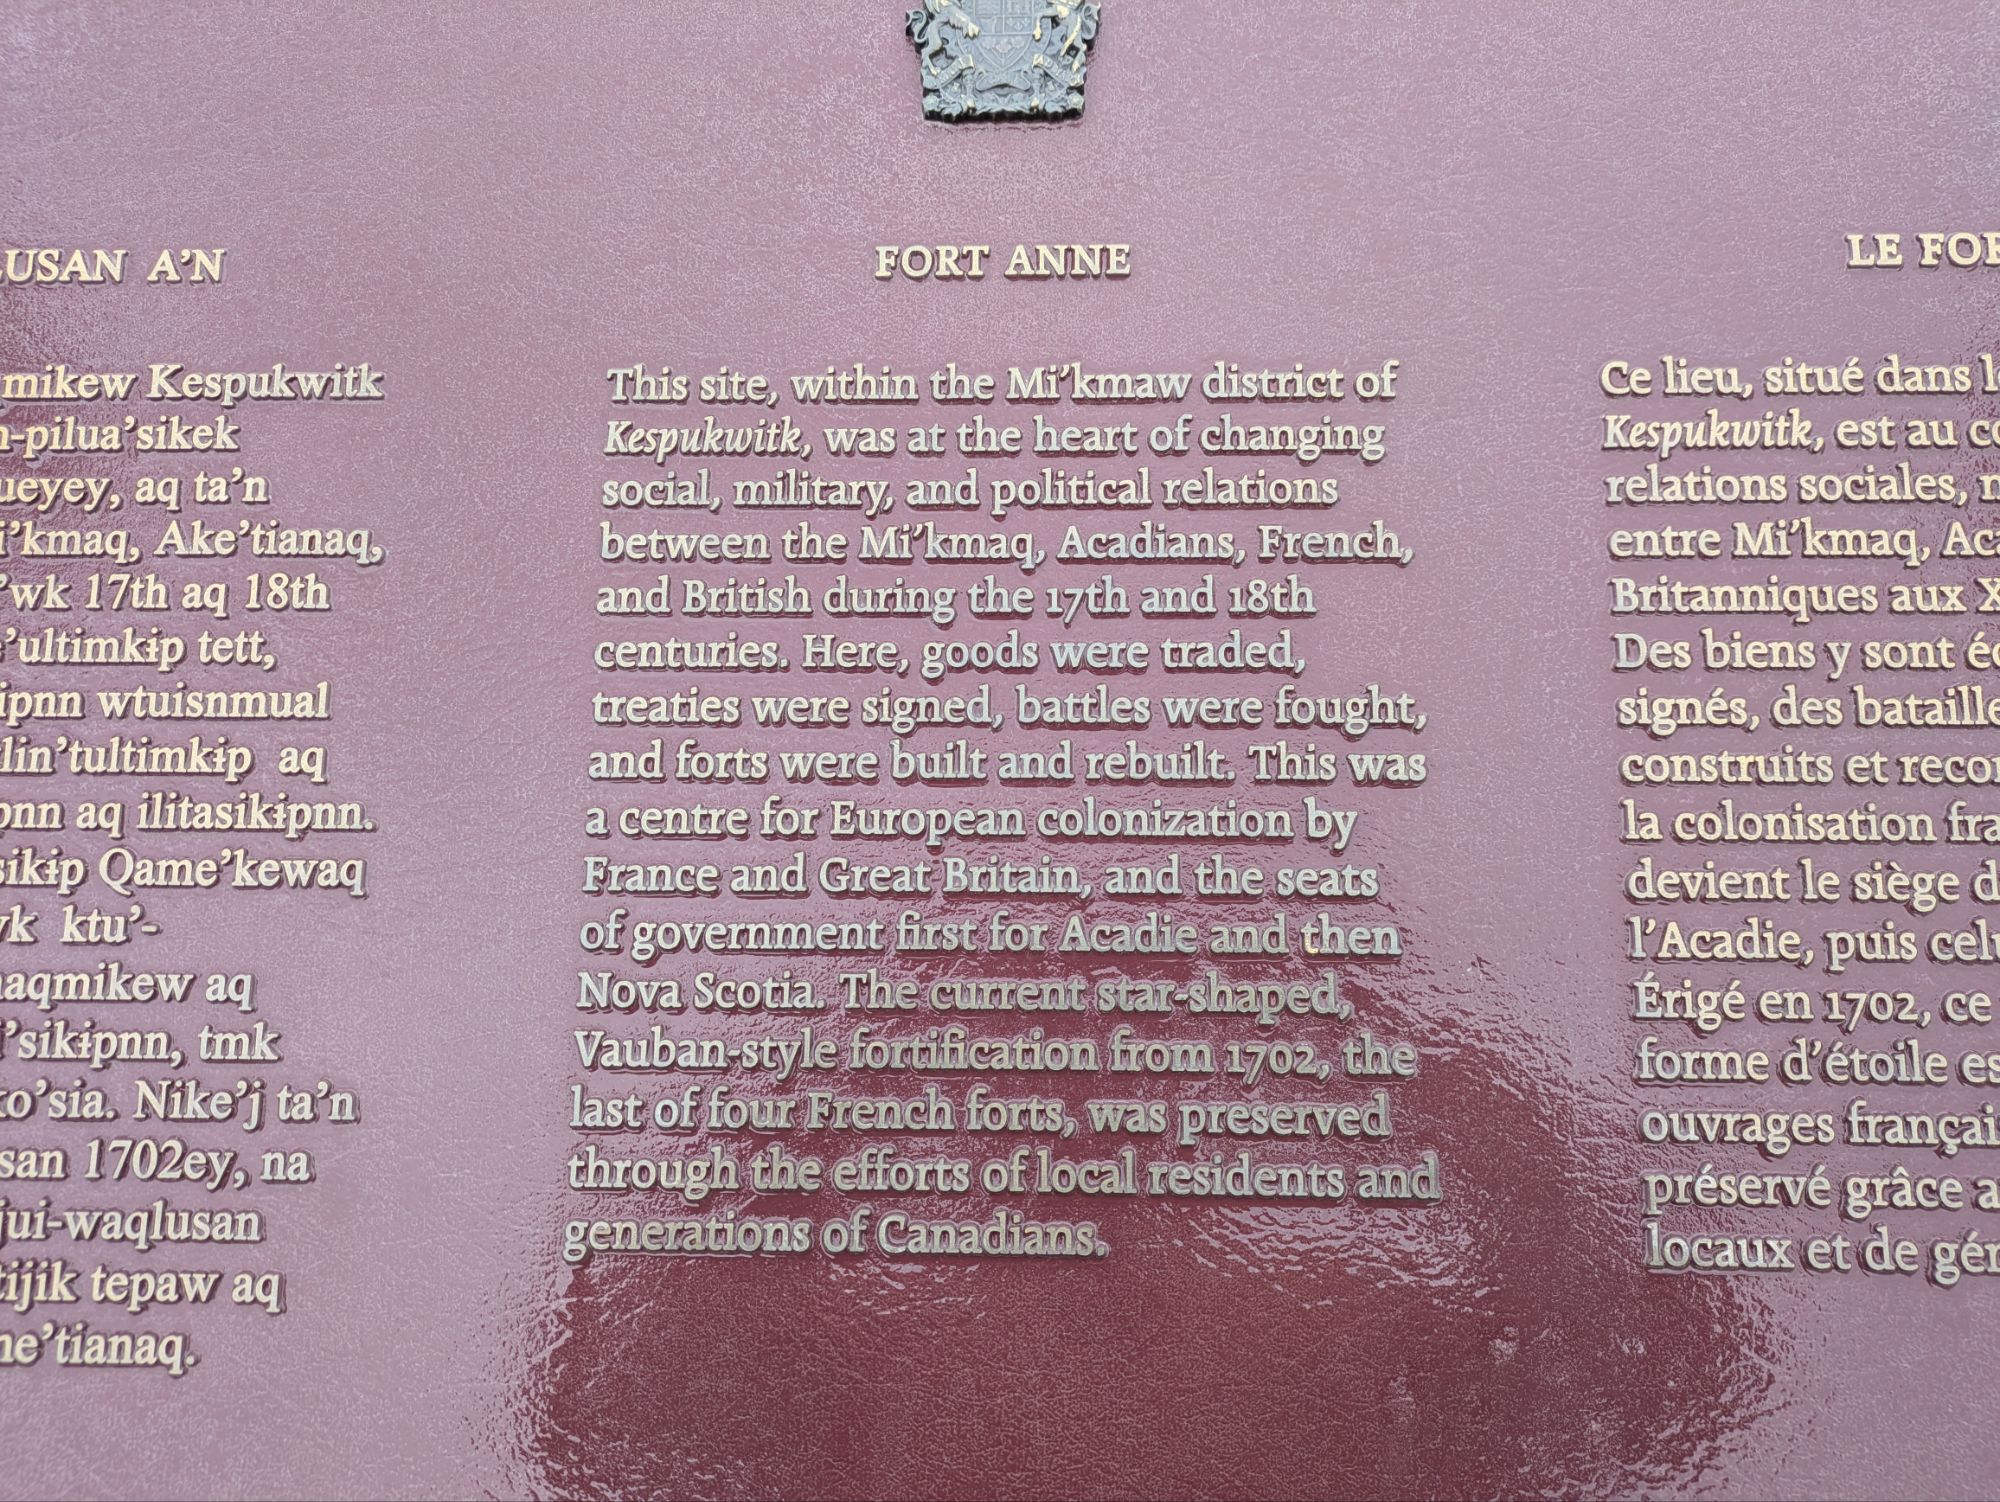 LUSAN A'N
mikew Kespukwitk
pilua'sikek
ueyey, aq ta'n
i'kmaq, Ake'tianaq,
'wk 17th aq 18th
'ultimkɨp tett,
ipnn wtuisnmual
lin'tultimkɨp aq
pnn aq ilitasikɨpnn.
sikɨp Qame'kewaq
k ktu'-
aqmikew aq
'sikɨpnn, tmk
o'sia. Nike'j ta'n
san 1702ey, na
jui-waqlusan
tijik tepaw aq
ne'tianaq.
FORT ANNE
This site, within the Mi'kmaw district of
Kespukwitk, was at the heart of changing
social, military, and political relations
between the Mi'kmaq, Acadians, French,
and British during the 17th and 18th
centuries. Here, goods were traded,
treaties were signed, battles were fought,
and forts were built and rebuilt. This was
a centre for European colonization by
France and Great Britain, and the seats
of government first for Acadie and then
Nova Scotia. The current star-shaped,
Vauban-style fortification from 1702, the
last of four French forts, was preserved
through the efforts of local residents and
generations of Canadians.
LE FOR
Ce lieu, situé dans l
Kespukwitk, est au c
relations sociales, m
entre Mi'kmaq, Aca
Britanniques aux X
Des biens y sont éc
signés, des bataille
construits et recon
la colonisation fra
devient le siège d
l'Acadie, puis celu
Érigé en 1702, ce
forme d'étoile es
ouvrages françai
préservé grâce a
locaux et de gén